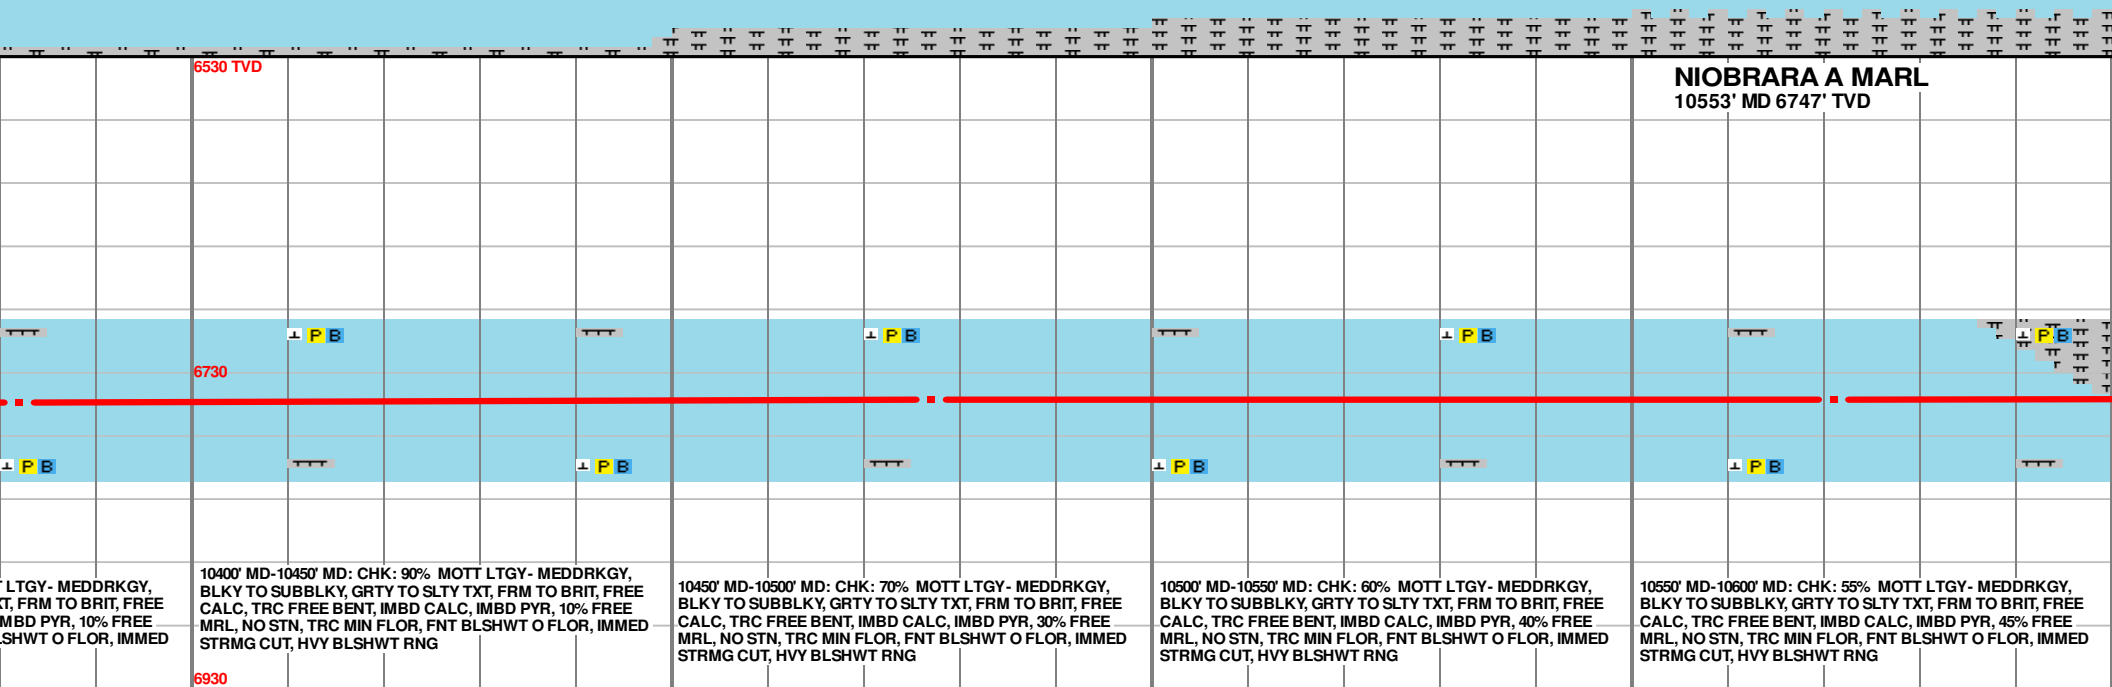 6530 TVD
NIOBRARA A MARL
10553' MD 6747' TVD
P B
P B
P B
P B
6730
P B
P B
P B
P B
T LTGY- MEDDRKGY,
XT, FRM TO BRIT, FREE
MBD PYR, 10% FREE
LSHWT O FLOR, IMMED
10400' MD-10450' MD: CHK: 90% MOTT LTGY- MEDDRKGY,
BLKY TO SUBBLKY, GRTY TO SLTY TXT, FRM TO BRIT, FREE
CALC, TRC FREE BENT, IMBD CALC, IMBD PYR, 10% FREE
MRL, NO STN, TRC MIN FLOR, FNT BLSHWT O FLOR, IMMED
STRMG CUT, HVY BLSHWT RNG
10450' MD-10500' MD: CHK: 70% MOTT LTGY- MEDDRKGY,
BLKY TO SUBBLKY, GRTY TO SLTY TXT, FRM TO BRIT, FREE
CALC, TRC FREE BENT, IMBD CALC, IMBD PYR, 30% FREE
MRL, NO STN, TRC MIN FLOR, FNT BLSHWT O FLOR, IMMED
STRMG CUT, HVY BLSHWT RNG
10500' MD-10550' MD: CHK: 60% MOTT LTGY- MEDDRKGY,
BLKY TO SUBBLKY, GRTY TO SLTY TXT, FRM TO BRIT, FREE
CALC, TRC FREE BENT, IMBD CALC, IMBD PYR, 40% FREE
MRL, NO STN, TRC MIN FLOR, FNT BLSHWT O FLOR, IMMED
STRMG CUT, HVY BLSHWT RNG
10550' MD-10600' MD: CHK: 55% MOTT LTGY- MEDDRKGY,
BLKY TO SUBBLKY, GRTY TO SLTY TXT, FRM TO BRIT, FREE
CALC, TRC FREE BENT, IMBD CALC, IMBD PYR, 45% FREE
MRL, NO STN, TRC MIN FLOR, FNT BLSHWT O FLOR, IMMED
STRMG CUT, HVY BLSHWT RNG
6930